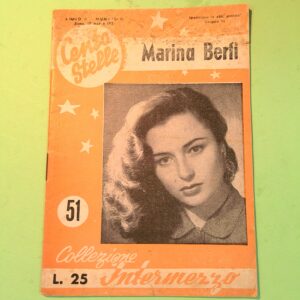 Cento
Stelle
Marina Berti
51
Collezione
L. 25 Intermezzo